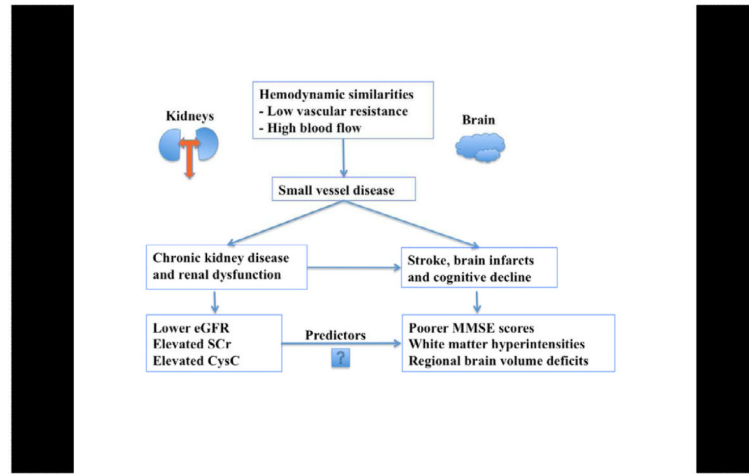 Hemodynamic similarities
- Low vascular resistance
- High blood flow
Kidneys
Brain
Small vessel disease
Chronic kidney disease
and renal dysfunction
Stroke, brain infarcts
and cognitive decline
Lower eGFR
Elevated SCr
Elevated CysC
Predictors
?
Poorer MMSE scores
White matter hyperintensities
Regional brain volume deficits